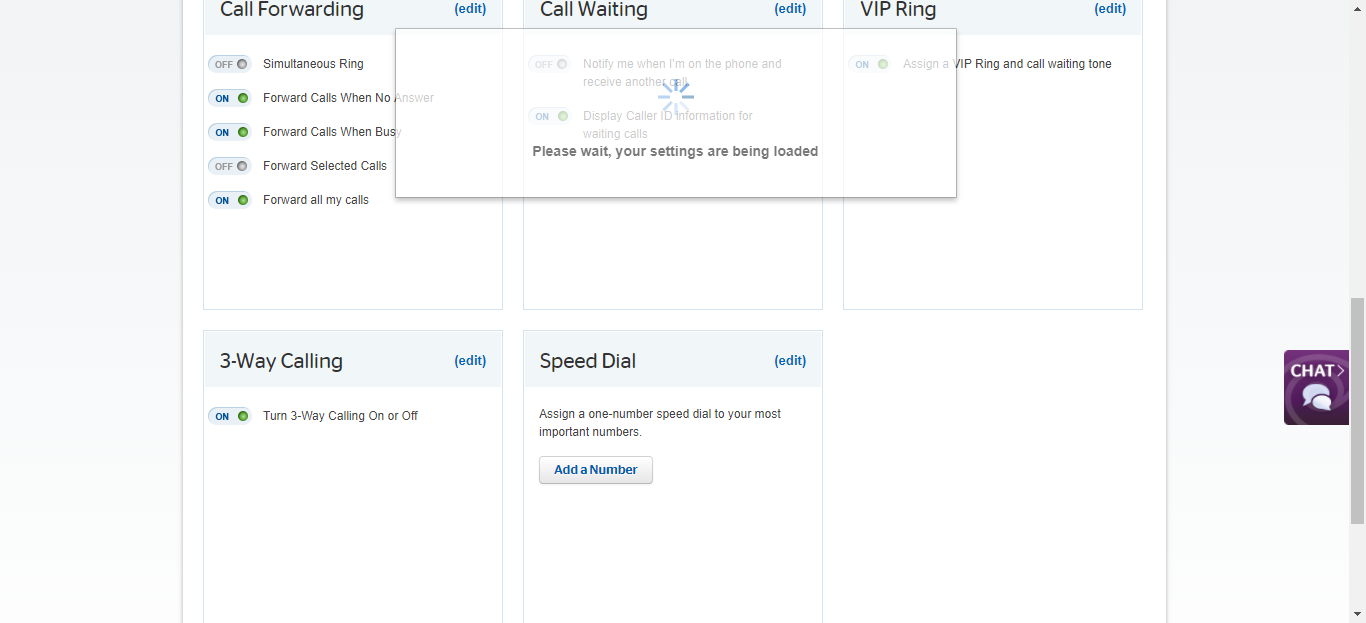 Call Forwarding (edit)
OFF Simultaneous Ring
ON Forward Calls When No Answer
ON Forward Calls When Busy
OFF Forward Selected Calls
ON Forward all my calls
Call Waiting (edit)
OFF Notify me when I'm on the phone and
receive another call
ON Display Caller ID information for
waiting calls
Please wait, your settings are being loaded
VIP Ring (edit)
ON Assign a VIP Ring and call waiting tone
3-Way Calling (edit)
ON Turn 3-Way Calling On or Off
Speed Dial (edit)
Assign a one-number speed dial to your most
important numbers.
Add a Number
CHAT